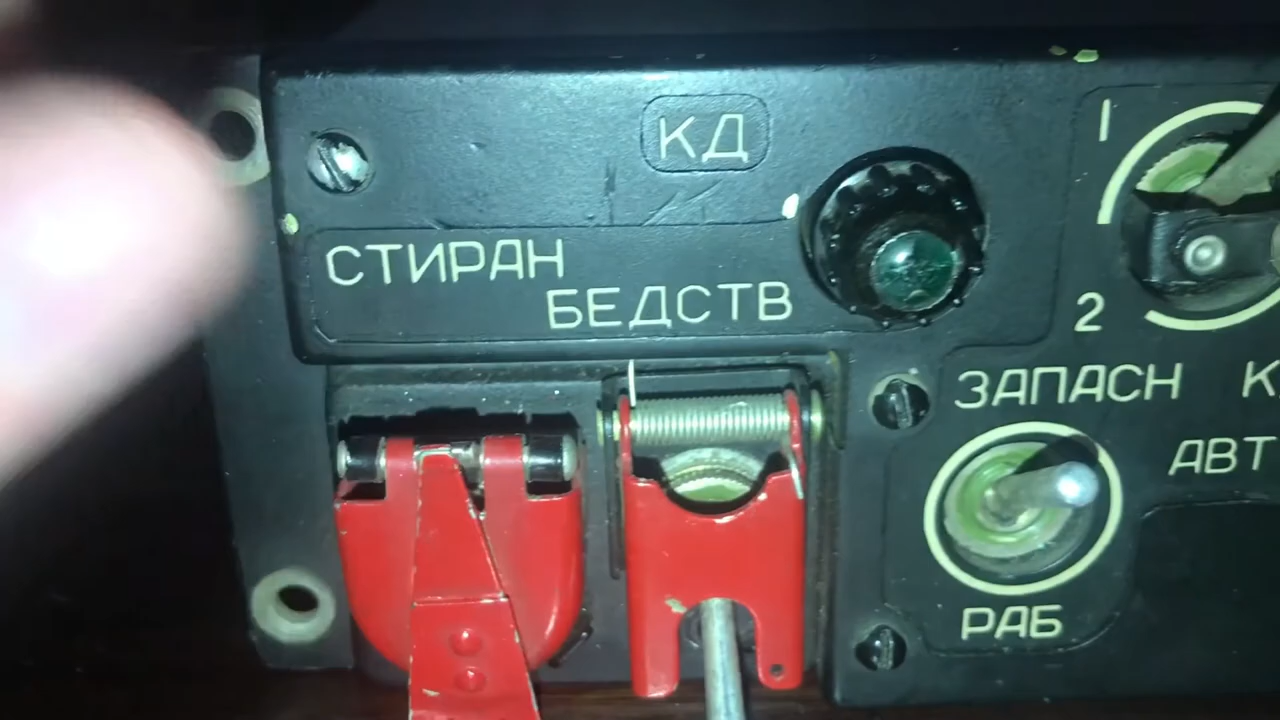 КД
СТИРАН
БЕДСТВ
1
2
ЗАПАСН
К
АВТ
РАБ